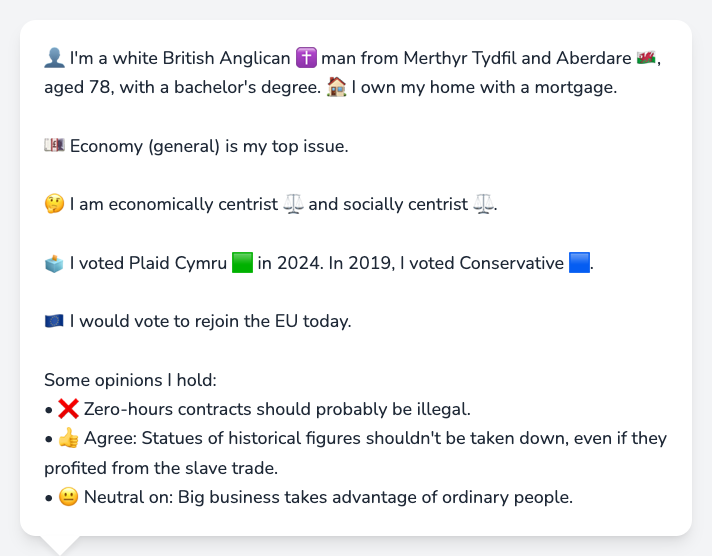 👤 I'm a white British Anglican ✝️ man from Merthyr Tydfil and Aberdare 🏴󠁧󠁢󠁷󠁬󠁳󠁿,
aged 78, with a bachelor's degree. 🏠 I own my home with a mortgage.
💷 Economy (general) is my top issue.
🤔 I am economically centrist ⚖️ and socially centrist ⚖️.
🗳️ I voted Plaid Cymru 🟩 in 2024. In 2019, I voted Conservative 🟦.
🇪🇺 I would vote to rejoin the EU today.
Some opinions I hold:
• ❌ Zero-hours contracts should probably be illegal.
• 👍 Agree: Statues of historical figures shouldn't be taken down, even if they
profited from the slave trade.
• 😐 Neutral on: Big business takes advantage of ordinary people.